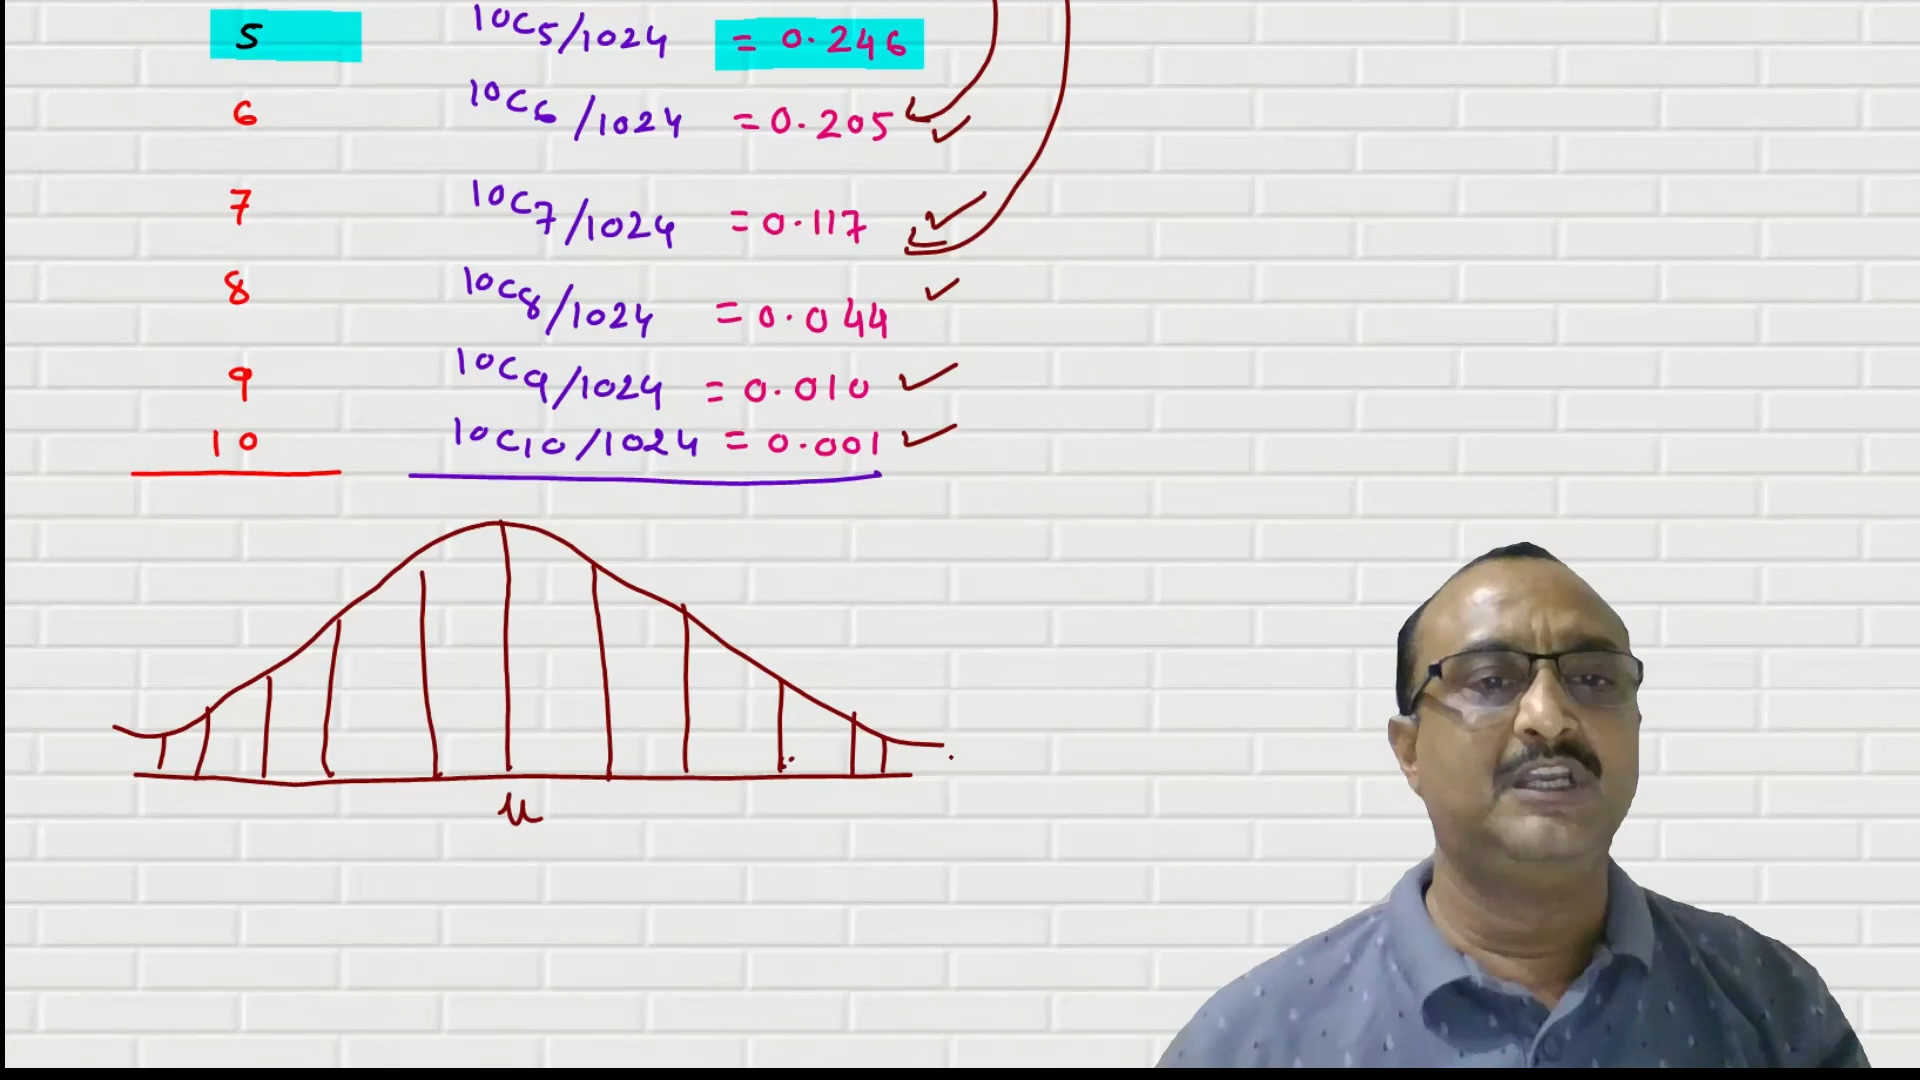 5 10C5/1024 = 0.246
6 10C6/1024 = 0.205
7 10C7/1024 = 0.117
8 10C8/1024 = 0.044
9 10C9/1024 = 0.010
10 10C10/1024 = 0.001
μ